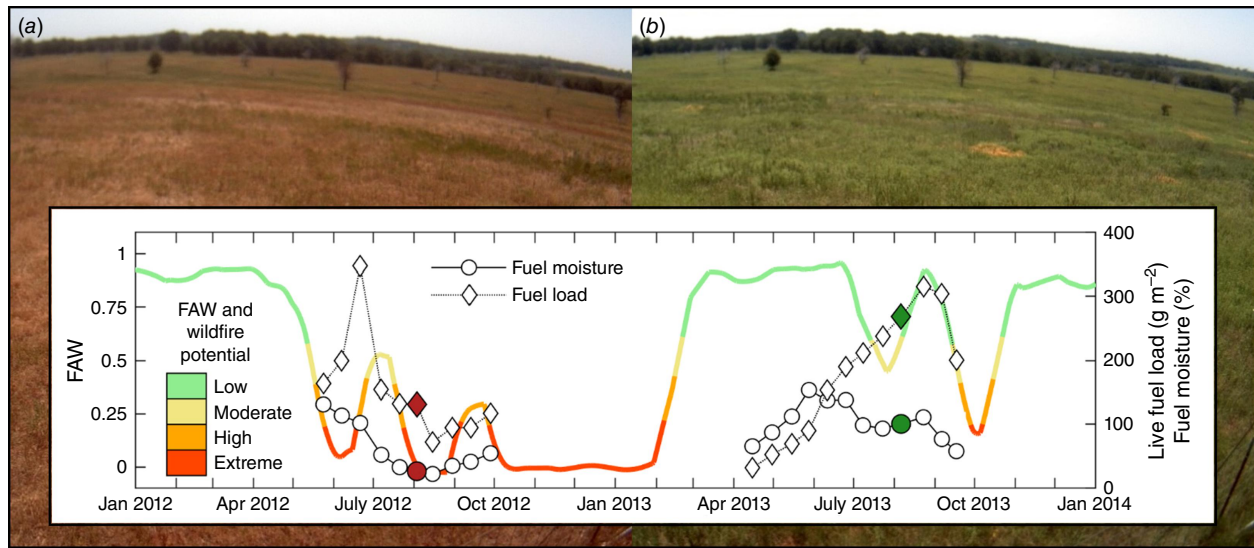 (a)
(b)
1
0.75
0.5
0.25
0
FAW
FAW and
wildfire
potential
Low
Moderate
High
Extreme
Fuel moisture
Fuel load
400
300
200
100
0
Live fuel load (g m⁻²)
Fuel moisture (%)
Jan 2012
Apr 2012
July 2012
Oct 2012
Jan 2013
Apr 2013
July 2013
Oct 2013
Jan 2014